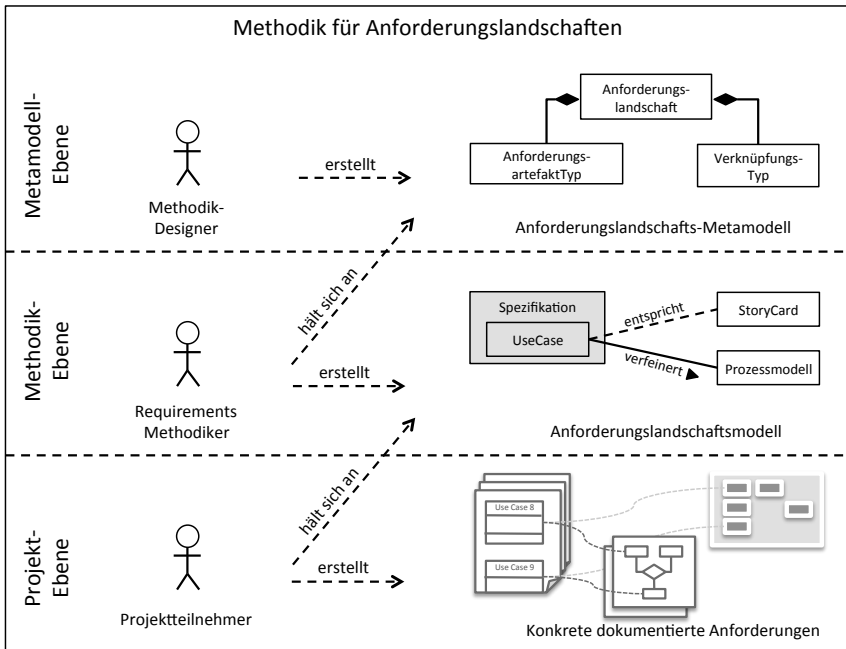 Methodik für Anforderungslandschaften
Metamodell-
Ebene
Methodik-
Designer
erstellt
Anforderungs-
landschaft
Anforderungs-
artefaktTyp
Verknüpfungs-
Typ
Anforderungslandschafts-Metamodell
Methodik-
Ebene
hält sich an
Requirements
Methodiker
erstellt
Spezifikation
UseCase
entspricht
StoryCard
verfeinert
Prozessmodell
Anforderungslandschaftsmodell
Projekt-
Ebene
hält sich an
Projektteilnehmer
erstellt
Use Case 8
Use Case 9
Konkrete dokumentierte Anforderungen